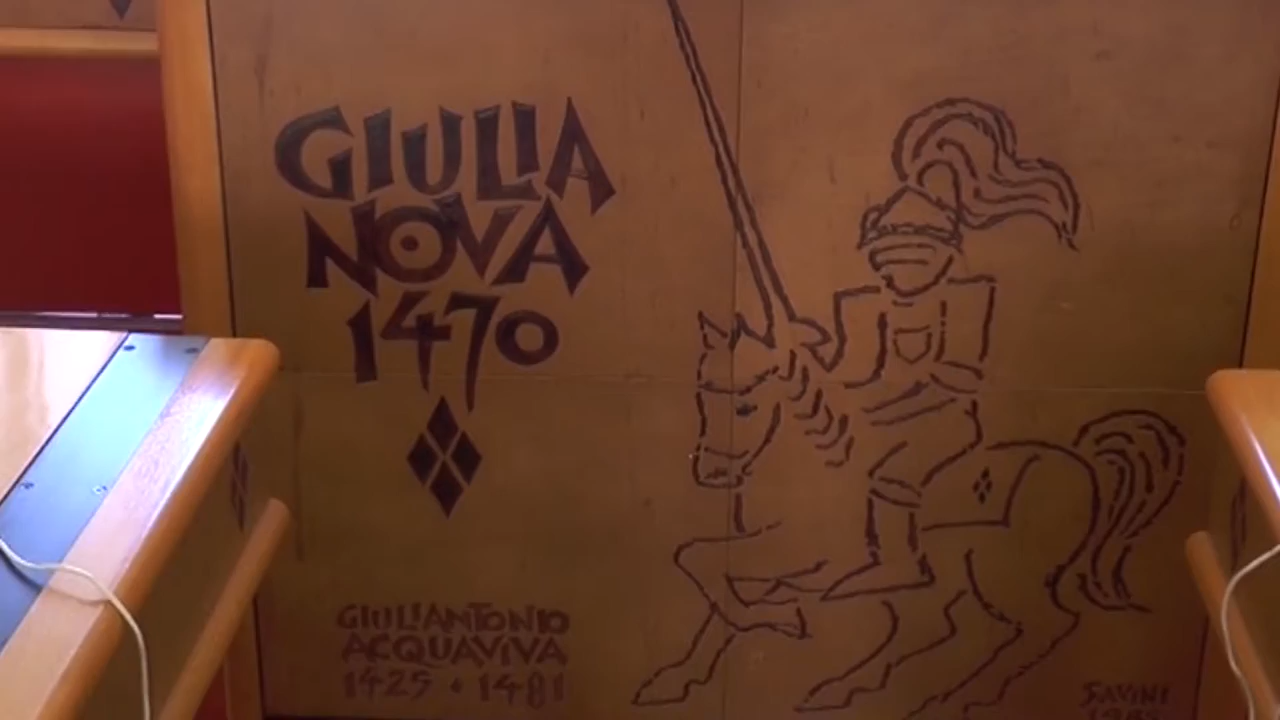 GIULIA
NOVA
1470
GIULIANTONIO
ACQUAVIVA
1425 · 1481
SAVINI